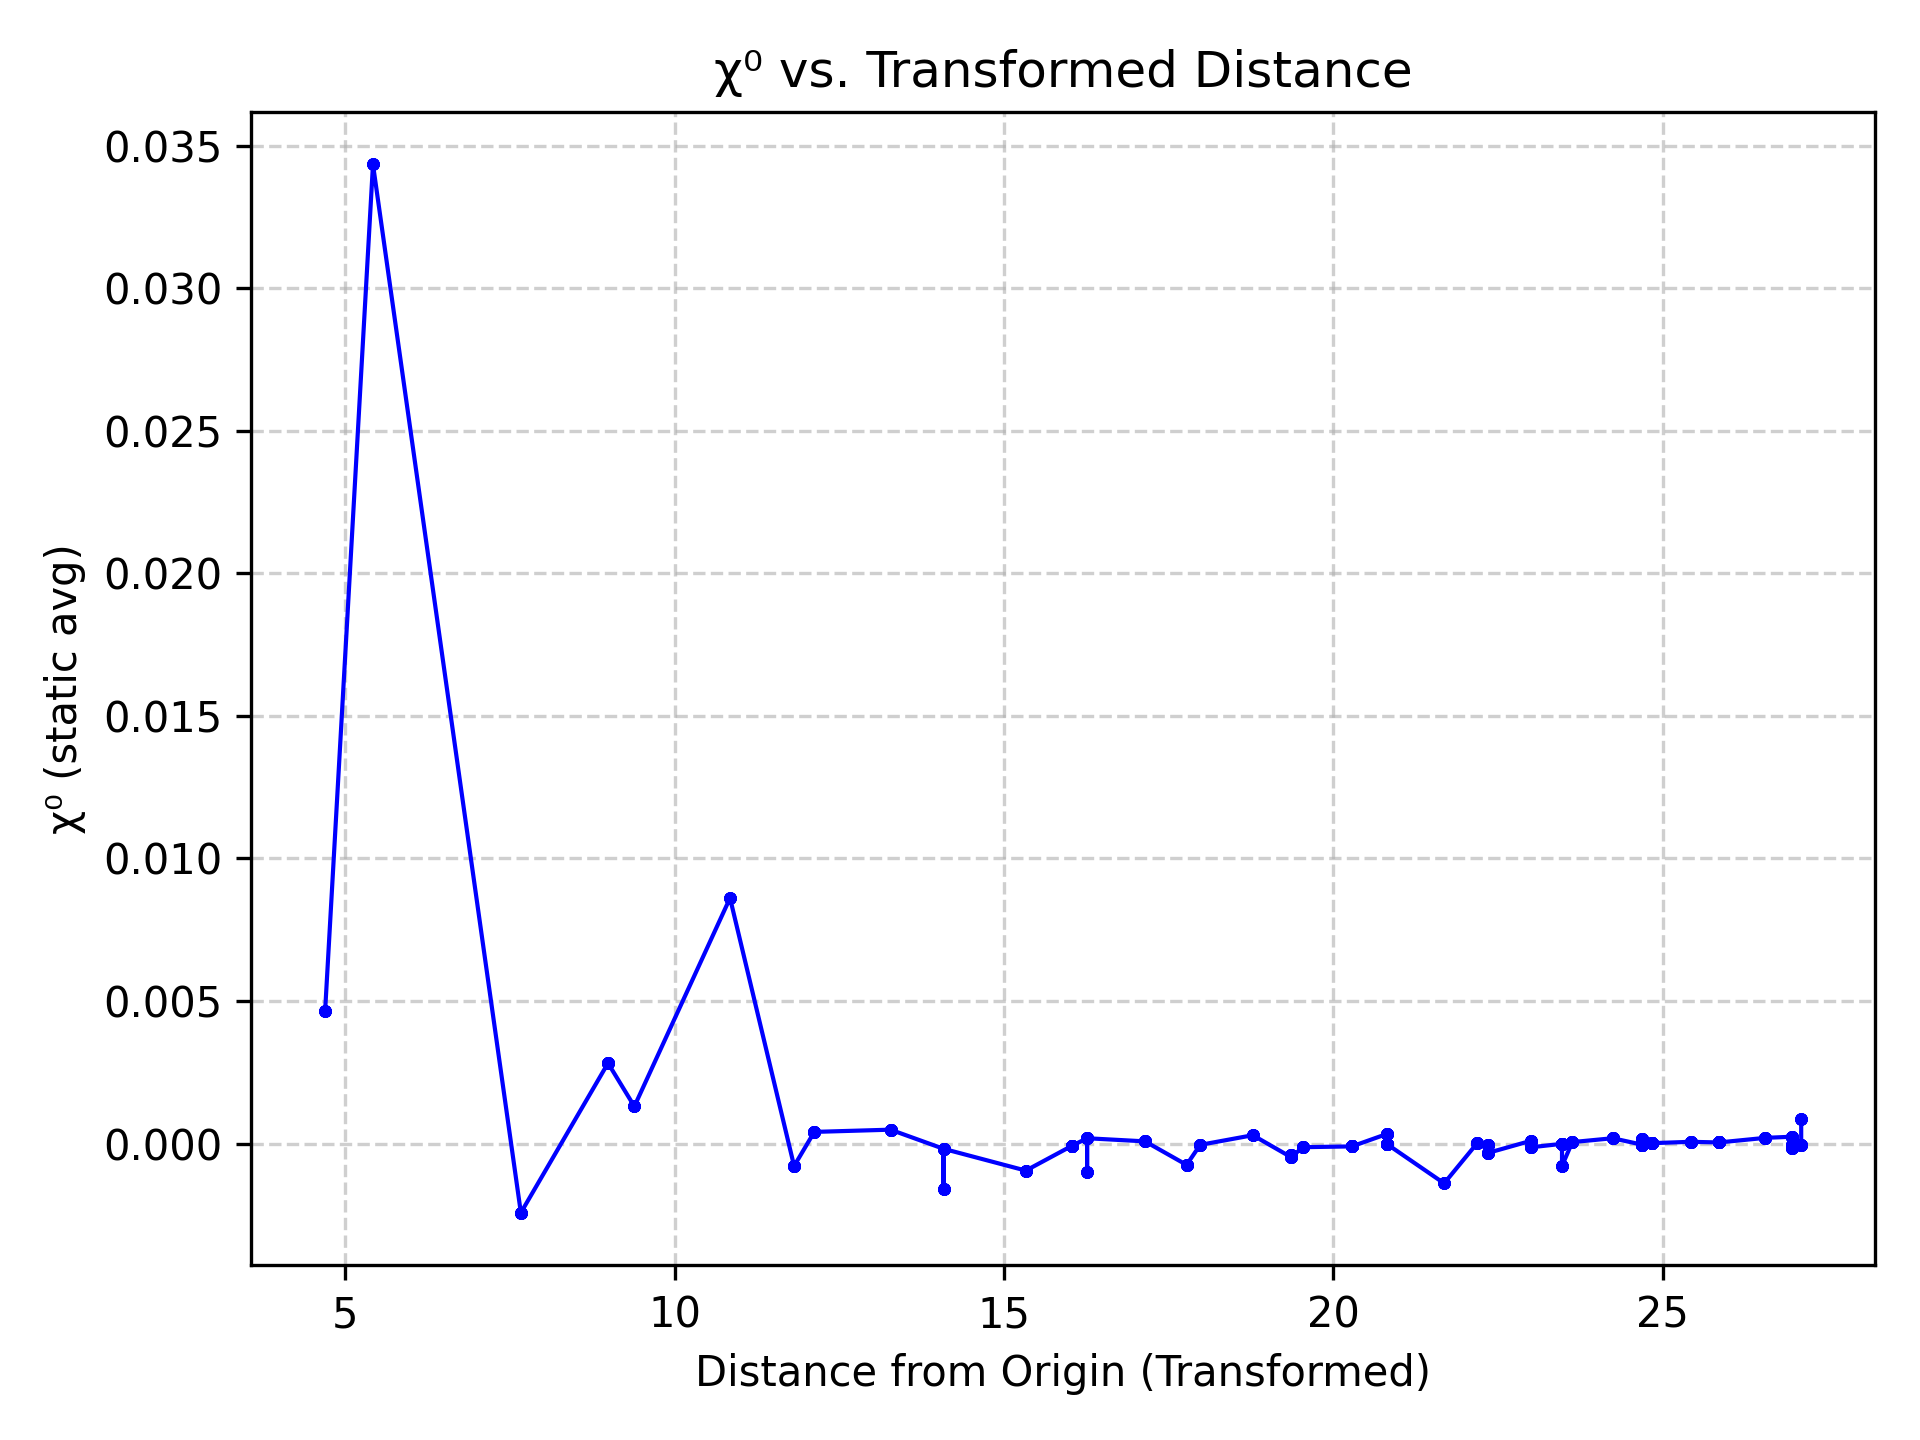 χ⁰ vs. Transformed Distance
0.035
0.030
0.025
0.020
0.015
0.010
0.005
0.000
χ⁰ (static avg)
5 10 15 20 25
Distance from Origin (Transformed)